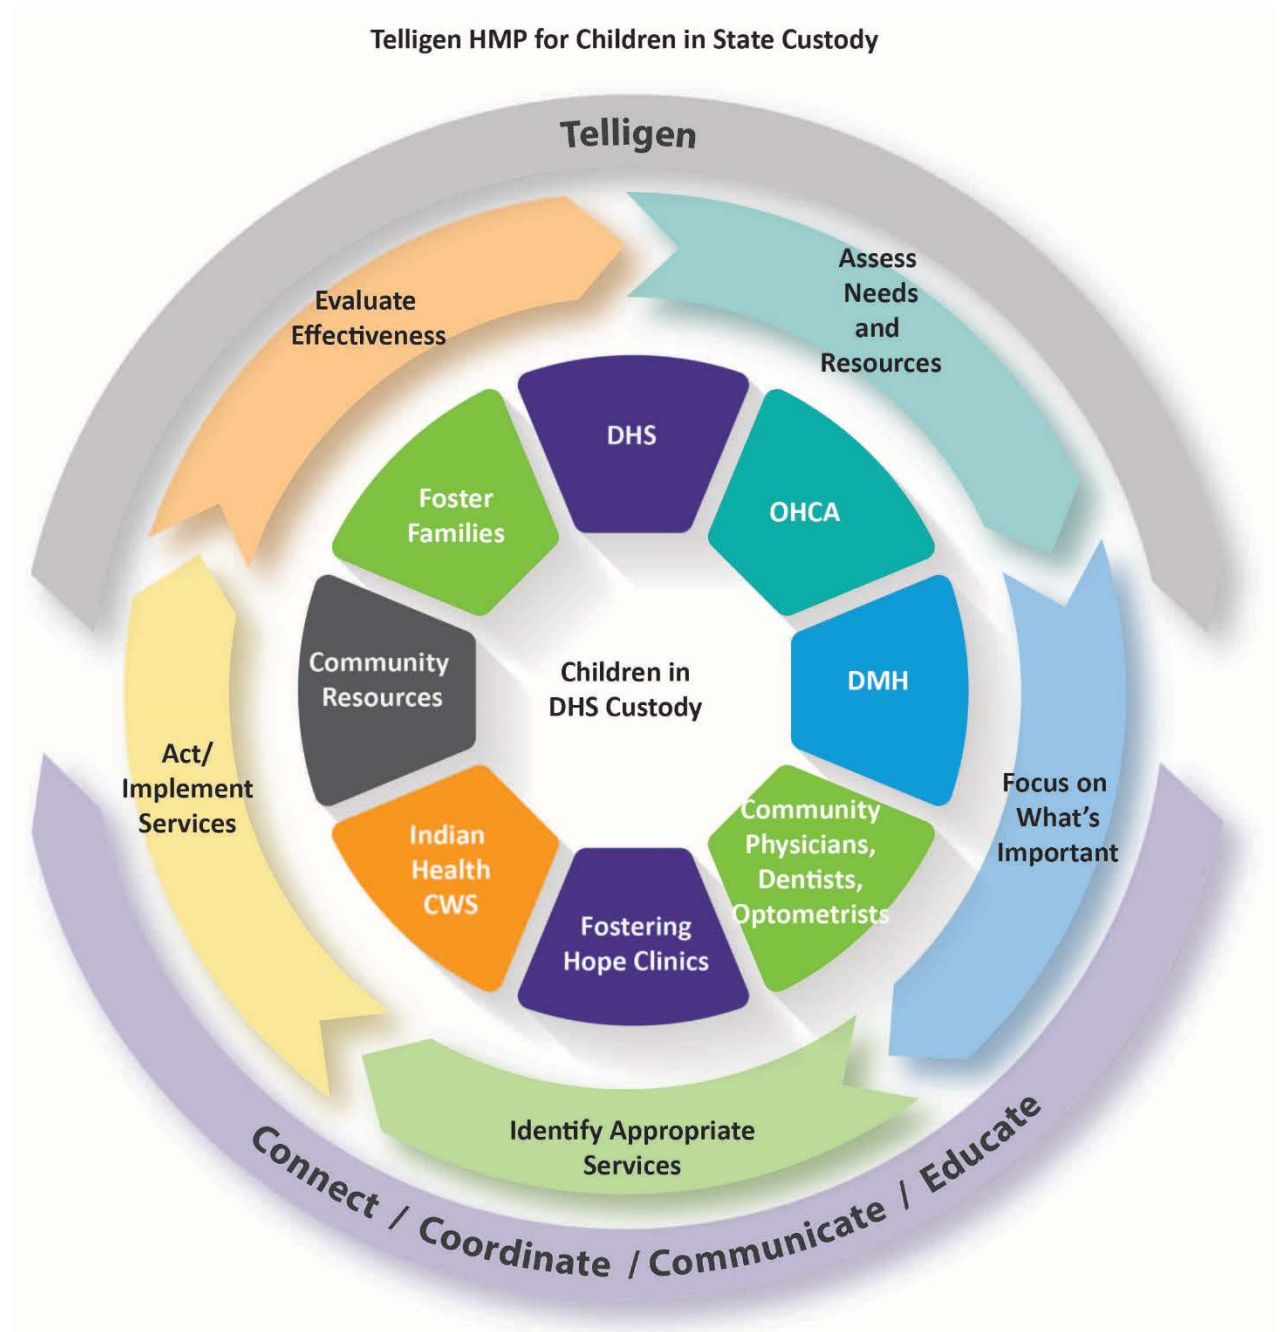 Telligen HMP for Children in State Custody
Telligen
Assess
Needs
and
Resources
Evaluate
Effectiveness
DHS
OHCA
Foster
Families
DMH
Community
Resources
Children in
DHS Custody
Act/
Implement
Services
Focus on
What's
Important
Community
Physicians,
Dentists,
Optometrists
Indian
Health
CWS
Fostering
Hope Clinics
Identify Appropriate
Services
Connect / Coordinate / Communicate / Educate